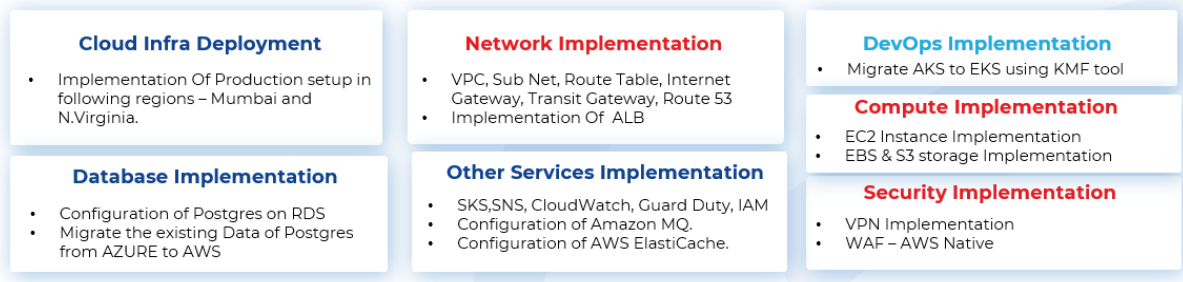 Cloud Infra Deployment
• Implementation Of Production setup in
following regions – Mumbai and
N.Virginia.
Network Implementation
• VPC, Sub Net, Route Table, Internet
Gateway, Transit Gateway, Route 53
• Implementation Of ALB
DevOps Implementation
• Migrate AKS to EKS using KMF tool
Compute Implementation
• EC2 Instance Implementation
• EBS & S3 storage Implementation
Database Implementation
• Configuration of Postgres on RDS
• Migrate the existing Data of Postgres
from AZURE to AWS
Other Services Implementation
• SKS,SNS, CloudWatch, Guard Duty, IAM
• Configuration of Amazon MQ.
• Configuration of AWS ElastiCache.
Security Implementation
• VPN Implementation
• WAF – AWS Native